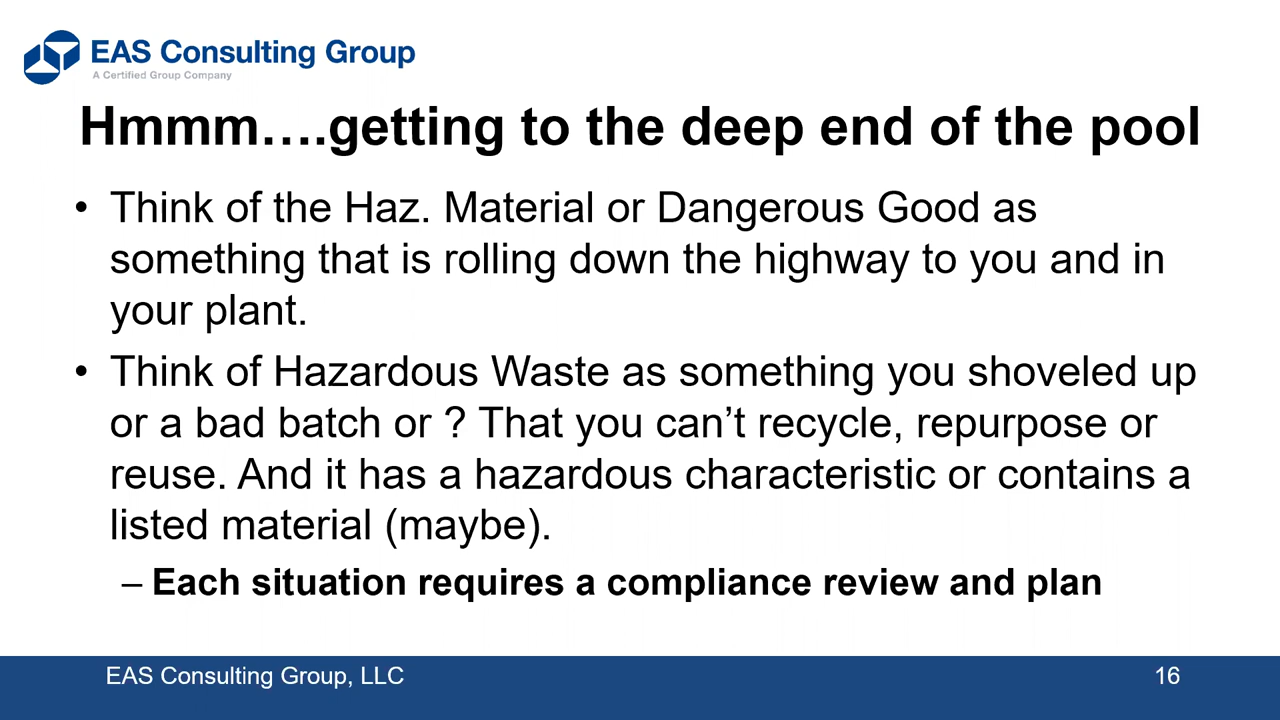 EAS Consulting Group
A Certified Group Company
Hmmm….getting to the deep end of the pool
• Think of the Haz. Material or Dangerous Good as
something that is rolling down the highway to you and in
your plant.
• Think of Hazardous Waste as something you shoveled up
or a bad batch or ? That you can’t recycle, repurpose or
reuse. And it has a hazardous characteristic or contains a
listed material (maybe).
– Each situation requires a compliance review and plan
EAS Consulting Group, LLC
16